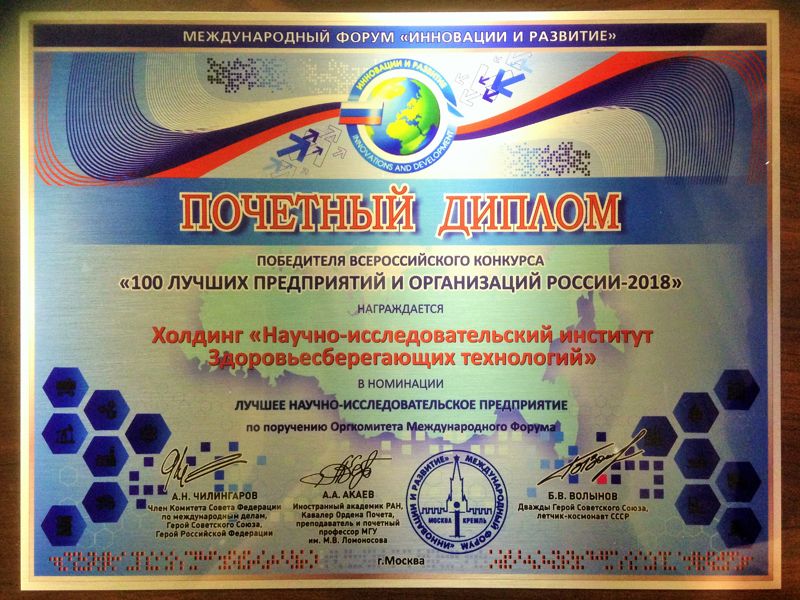 МЕЖДУНАРОДНЫЙ ФОРУМ «ИННОВАЦИИ И РАЗВИТИЕ»
ИННОВАЦИИ И РАЗВИТИЕ
INNOVATIONS AND DEVELOPMENT
ПОЧЕТНЫЙ ДИПЛОМ
ПОБЕДИТЕЛЯ ВСЕРОССИЙСКОГО КОНКУРСА
«100 ЛУЧШИХ ПРЕДПРИЯТИЙ И ОРГАНИЗАЦИЙ РОССИИ-2018»
НАГРАЖДАЕТСЯ
Холдинг «Научно-исследовательский институт
Здоровьесберегающих технологий»
В НОМИНАЦИИ
ЛУЧШЕЕ НАУЧНО-ИССЛЕДОВАТЕЛЬСКОЕ ПРЕДПРИЯТИЕ
по поручению Оргкомитета Международного Форума
А.Н. ЧИЛИНГАРОВ
Член Комитета Совета Федерации
по международным делам,
Герой Советского Союза,
Герой Российской Федерации
А.А. АКАЕВ
Иностранный академик РАН,
Кавалер Ордена Почета,
преподаватель и почетный
профессор МГУ
им. М.В. Ломоносова
МЕЖДУНАРОДНЫЙ ФОРУМ «ИННОВАЦИИ И РАЗВИТИЕ»
МОСКВА КРЕМЛЬ
Б.В. ВОЛЫНОВ
Дважды Герой Советского Союза,
летчик-космонавт СССР
г.Москва